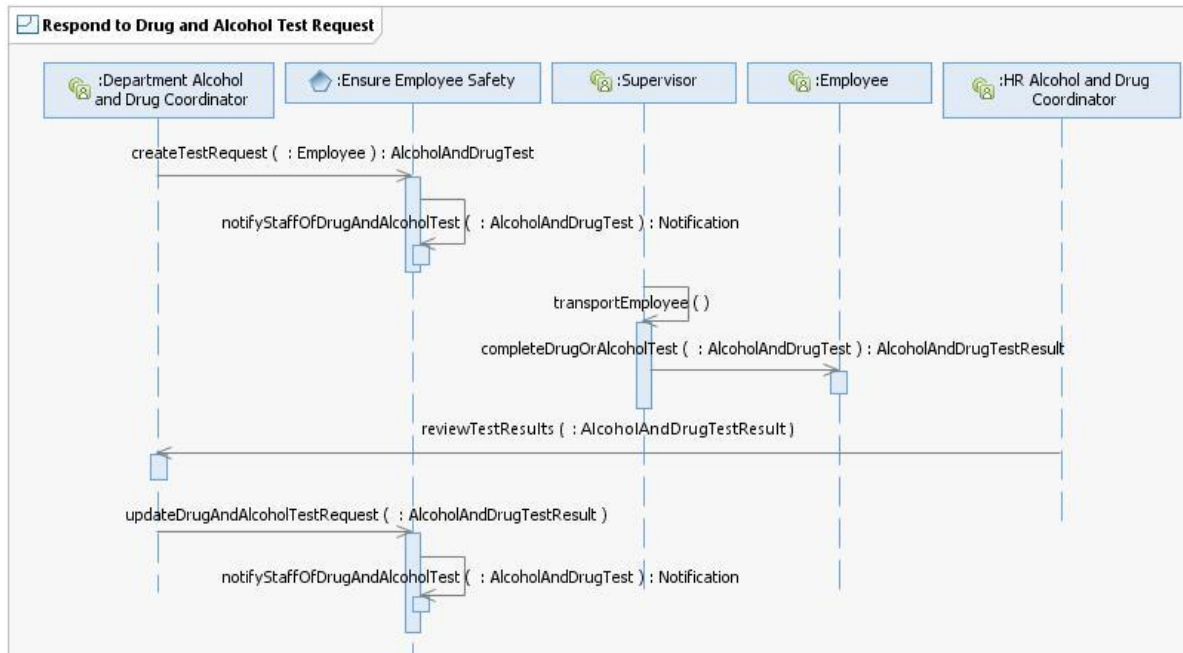 Respond to Drug and Alcohol Test Request
:Department Alcohol
and Drug Coordinator
:Ensure Employee Safety
:Supervisor
:Employee
:HR Alcohol and Drug
Coordinator
createTestRequest ( : Employee ) : AlcoholAndDrugTest
notifyStaffOfDrugAndAlcoholTest ( : AlcoholAndDrugTest ) : Notification
transportEmployee ( )
completeDrugOrAlcoholTest ( : AlcoholAndDrugTest ) : AlcoholAndDrugTestResult
reviewTestResults ( : AlcoholAndDrugTestResult )
updateDrugAndAlcoholTestRequest ( : AlcoholAndDrugTestResult )
notifyStaffOfDrugAndAlcoholTest ( : AlcoholAndDrugTest ) : Notification